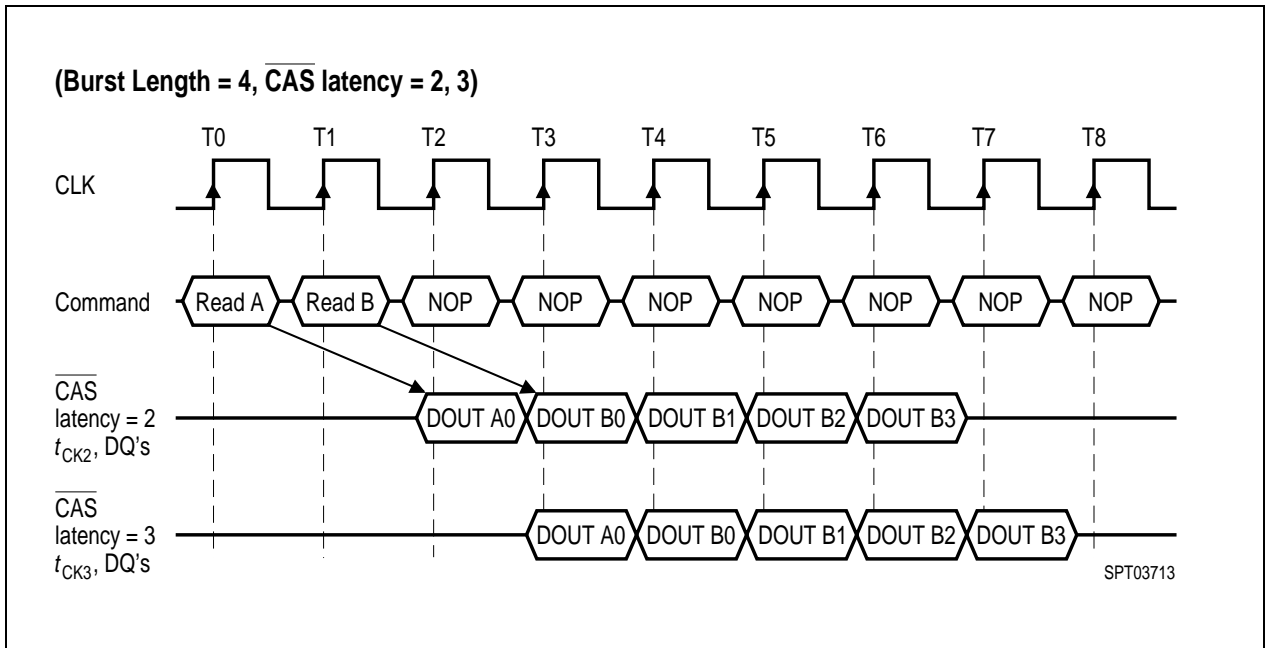 (Burst Length = 4, CAS latency = 2, 3)
T0 T1 T2 T3 T4 T5 T6 T7 T8
CLK
Command Read A Read B NOP NOP NOP NOP NOP NOP NOP
CAS
latency = 2 DOUT A0 DOUT B0 DOUT B1 DOUT B2 DOUT B3
tCK2, DQ's
CAS
latency = 3 DOUT A0 DOUT B0 DOUT B1 DOUT B2 DOUT B3
tCK3, DQ's
SPT03713